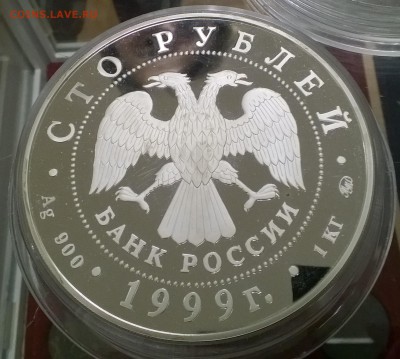 COINS.LAVE.RU
СТО РУБЛЕЙ
БАНК РОССИИ
Ag 900 • 1999г. • 1 КГ